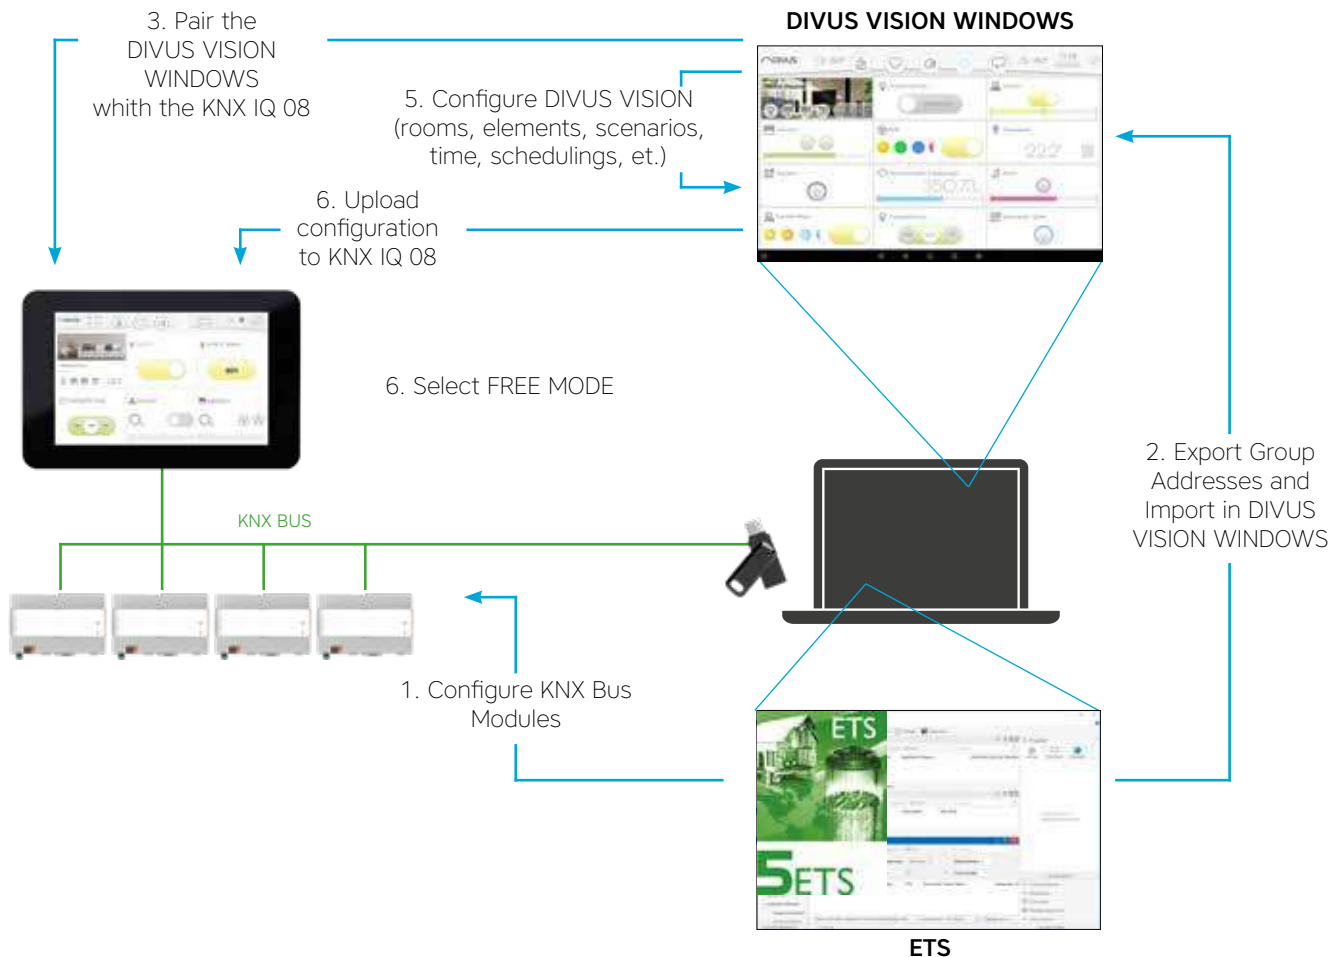 DIVUS VISION WINDOWS
3. Pair the
DIVUS VISION
WINDOWS
whith the KNX IQ 08
5. Configure DIVUS VISION
(rooms, elements, scenarios,
time, schedulings, et.)
6. Upload
configuration
to KNX IQ 08
6. Select FREE MODE
2. Export Group
Addresses and
Import in DIVUS
VISION WINDOWS
KNX BUS
1. Configure KNX Bus
Modules
ETS
5ETS
ETS